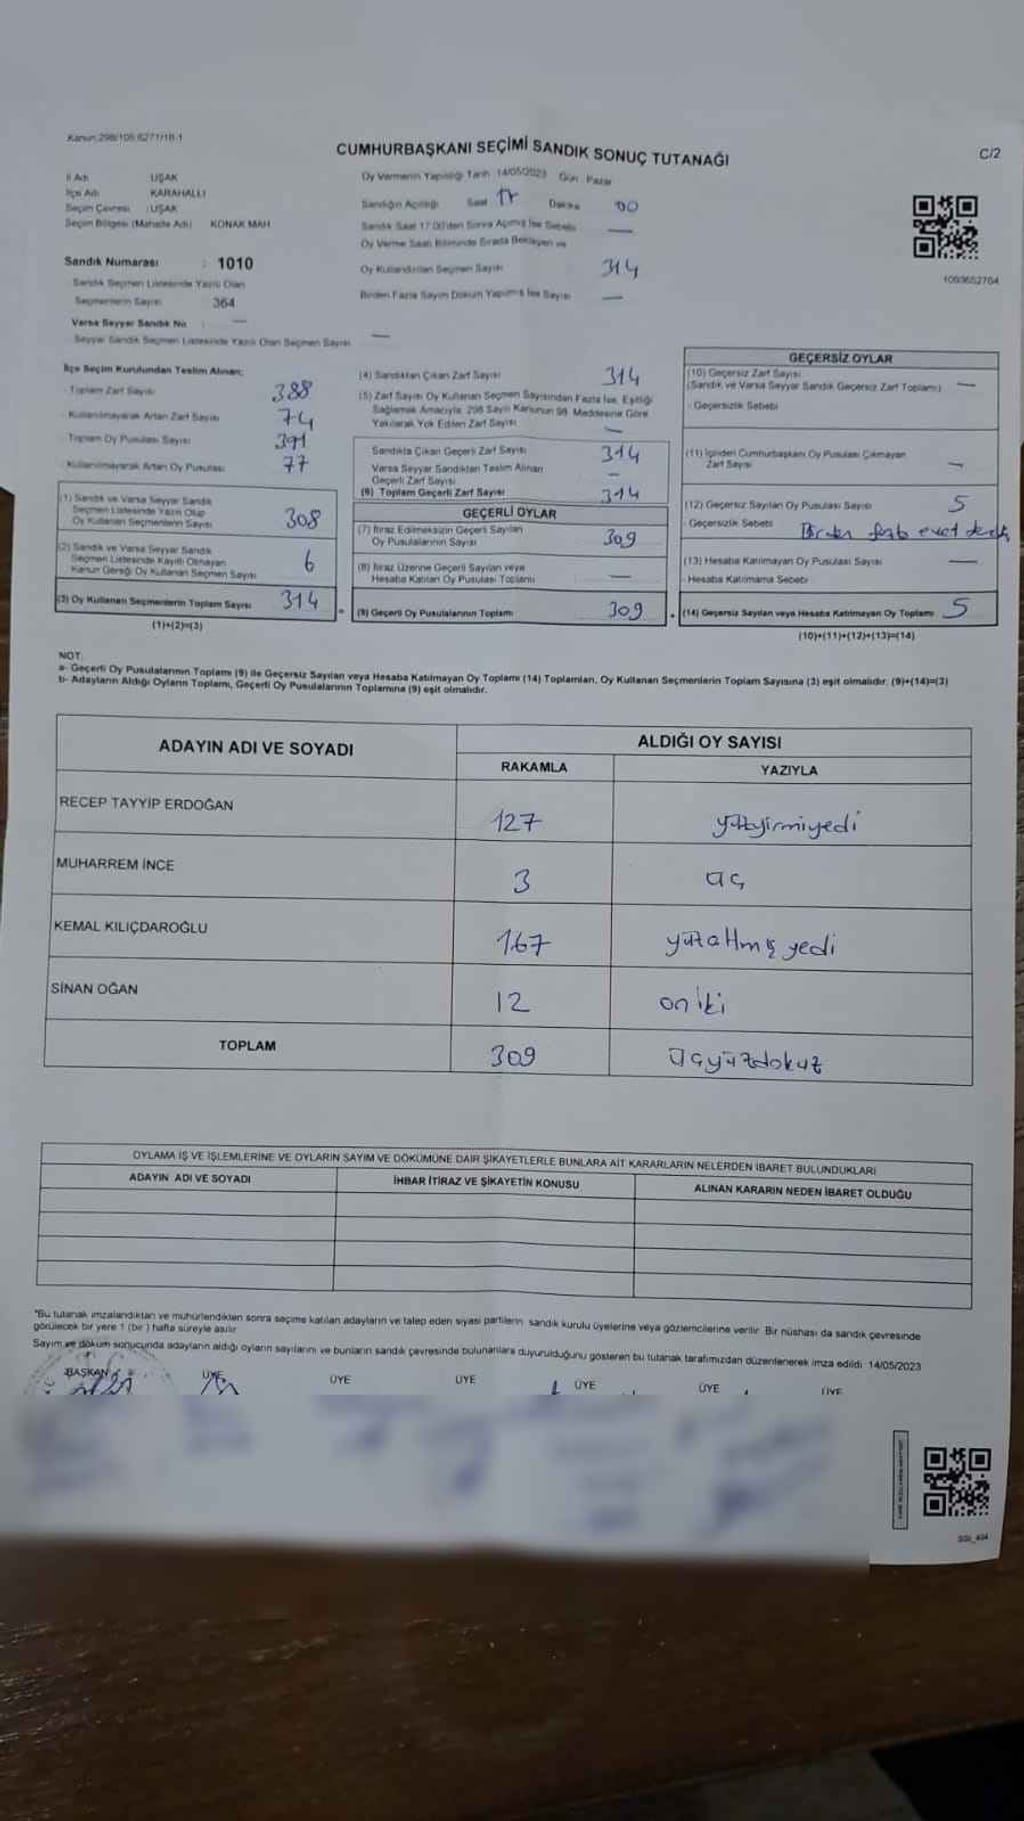 Kanun:298/105,6271/18-1
CUMHURBAŞKANI SEÇİMİ SANDIK SONUÇ TUTANAĞI
C/2
İl Adı : UŞAK
İlçe Adı : KARAHALLI
Seçim Çevresi : UŞAK
Seçim Bölgesi (Mahalle Adı) KONAK MAH
Sandık Numarası : 1010
Sandık Seçmen Listesinde Yazılı Olan
Seçmenlerin Sayısı 364
Varsa Seyyar Sandık No : —
Seyyar Sandık Seçmen Listesinde Yazılı Olan Seçmen Sayısı —
Oy Vermenin Yapıldığı Tarih 14/05/2023 Gün : Pazar
Sandığın Açıldığı Saat 17 Dakika 00
Sandık Saat 17:00'den Sonra Açılmış İse Sebebi —
Oy Verme Saati Bitiminde Sırada Bekleyen ve
Oy Kullandırılan Seçmen Sayısı 314
Birden Fazla Sayım Döküm Yapılmış İse Sayısı —
1003652764
İlçe Seçim Kurulundan Teslim Alınan;
Toplam Zarf Sayısı 388
Kullanılmayarak Artan Zarf Sayısı 74
Toplam Oy Pusulası Sayısı 391
Kullanılmayarak Artan Oy Pusulası 77
(1) Sandık ve Varsa Seyyar Sandık
Seçmen Listesinde Yazılı Olup
Oy Kullanan Seçmenlerin Sayısı 308
(2) Sandık ve Varsa Seyyar Sandık
Seçmen Listesinde Kayıtlı Olmayan
Kanun Gereği Oy Kullanan Seçmen Sayısı 6
(3) Oy Kullanan Seçmenlerin Toplam Sayısı 314
(1)+(2)=(3)
(4) Sandıktan Çıkan Zarf Sayısı 314
(5) Zarf Sayısı Oy Kullanan Seçmen Sayısından Fazla İse, Eşitliği
Sağlamak Amacıyla, 298 Sayılı Kanunun 98. Maddesine Göre
Yakılarak Yok Edilen Zarf Sayısı —
Sandıkta Çıkan Geçerli Zarf Sayısı 314
Varsa Seyyar Sandıktan Teslim Alınan
Geçerli Zarf Sayısı —
(6) Toplam Geçerli Zarf Sayısı 314
GEÇERLİ OYLAR
(7) İtiraz Edilmeksizin Geçerli Sayılan
Oy Pusulalarının Sayısı 309
(8) İtiraz Üzerine Geçerli Sayılan veya
Hesaba Katılan Oy Pusulası Toplamı —
(9) Geçerli Oy Pusulalarının Toplamı 309
GEÇERSİZ OYLAR
(10) Geçersiz Zarf Sayısı
(Sandık ve Varsa Seyyar Sandık Geçersiz Zarf Toplamı) —
Geçersizlik Sebebi
(11) İçinden Cumhurbaşkanı Oy Pusulası Çıkmayan
Zarf Sayısı —
(12) Geçersiz Sayılan Oy Pusulası Sayısı 5
Geçersizlik Sebebi Birden fazla evet
(13) Hesaba Katılmayan Oy Pusulası Sayısı —
Hesaba Katılmama Sebebi
(14) Geçersiz Sayılan veya Hesaba Katılmayan Oy Toplamı 5
(10)+(11)+(12)+(13)=(14)
NOT:
a- Geçerli Oy Pusulalarının Toplamı (9) ile Geçersiz Sayılan veya Hesaba Katılmayan Oy Toplamı (14) Toplamları, Oy Kullanan Seçmenlerin Toplam Sayısına (3) eşit olmalıdır. (9)+(14)=(3)
b- Adayların Aldığı Oyların Toplamı, Geçerli Oy Pusulalarının Toplamına (9) eşit olmalıdır.
ADAYIN ADI VE SOYADI ALDIĞI OY SAYISI
RAKAMLA YAZIYLA
RECEP TAYYİP ERDOĞAN 127 yüzyirmiyedi
MUHARREM İNCE 3 üç
KEMAL KILIÇDAROĞLU 167 yüzaltmışyedi
SİNAN OĞAN 12 oniki
TOPLAM 309 üçyüzdokuz
OYLAMA İŞ VE İŞLEMLERİNE VE OYLARIN SAYIM VE DÖKÜMÜNE DAİR ŞİKAYETLERLE BUNLARA AİT KARARLARIN NELERDEN İBARET BULUNDUKLARI
ADAYIN ADI VE SOYADI İHBAR İTİRAZ VE ŞİKAYETİN KONUSU ALINAN KARARIN NEDEN İBARET OLDUĞU
*Bu tutanak imzalandıktan ve mühürlendikten sonra seçime katılan adayların ve talep eden siyasi partilerin sandık kurulu üyelerine veya gözlemcilerine verilir. Bir nüshası da sandık çevresinde
görülecek bir yere 1 (bir) hafta süreyle asılır.
Sayım ve döküm sonucunda adayların aldığı oyların sayılarını ve bunların sandık çevresinde bulunanlara duyurulduğunu gösteren bu tutanak tarafımızdan düzenlenerek imza edildi. 14/05/2023
BAŞKAN ÜYE ÜYE ÜYE ÜYE ÜYE ÜYE